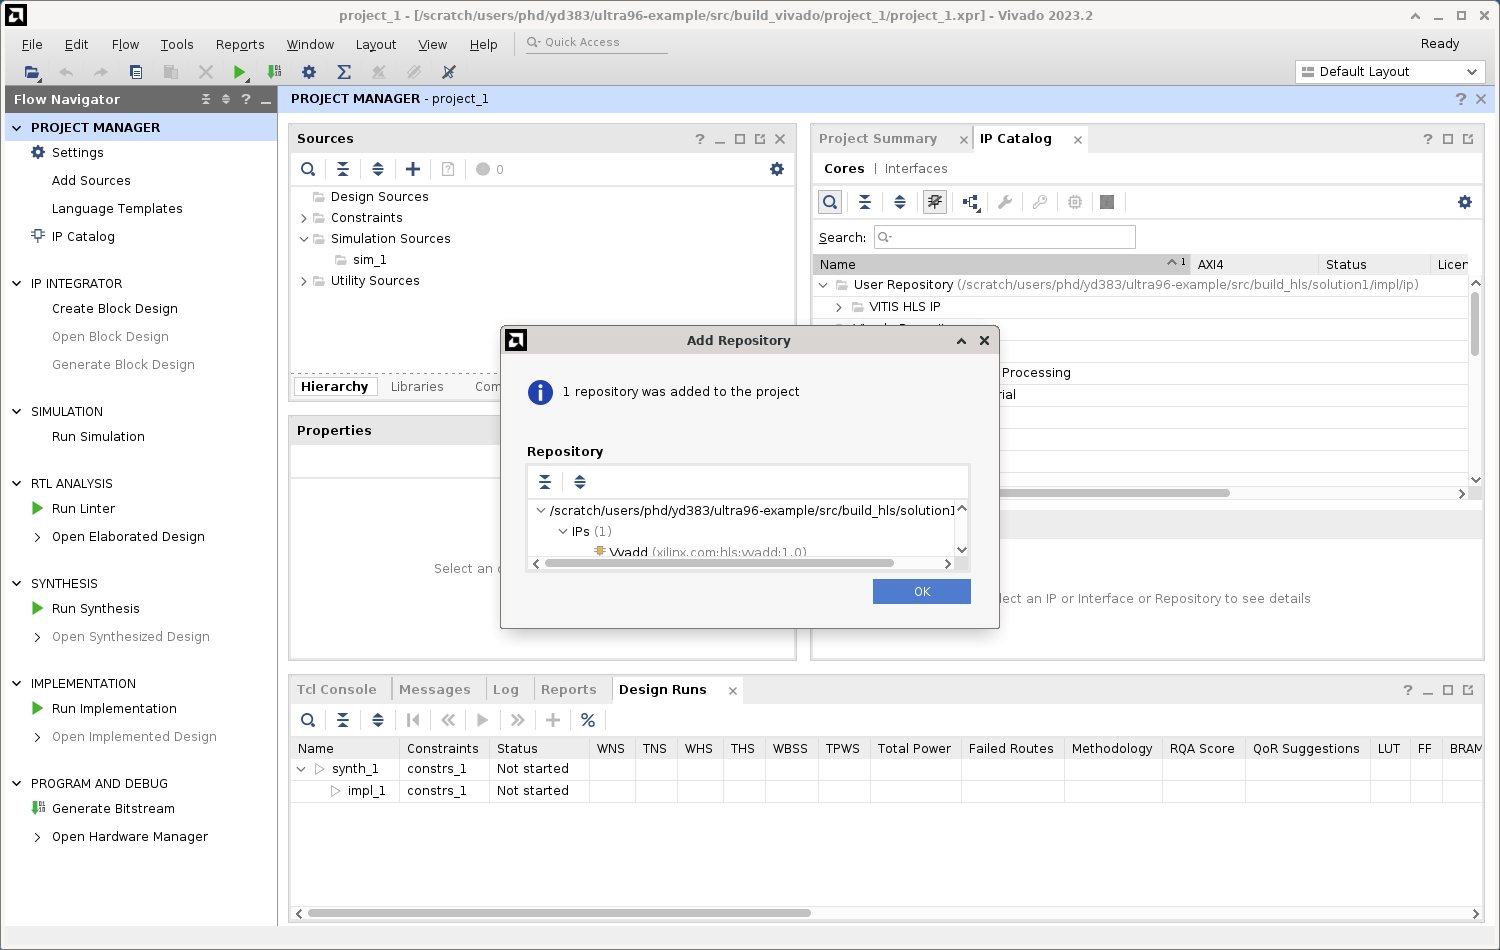 project_1 - [/scratch/users/phd/yd383/ultra96-example/src/build_vivado/project_1/project_1.xpr] - Vivado 2023.2
File Edit Flow Tools Reports Window Layout View Help Quick Access Ready
Default Layout
Flow Navigator
PROJECT MANAGER - project_1
PROJECT MANAGER
Settings
Add Sources
Language Templates
IP Catalog
IP INTEGRATOR
Create Block Design
Open Block Design
Generate Block Design
SIMULATION
Run Simulation
RTL ANALYSIS
Run Linter
Open Elaborated Design
SYNTHESIS
Run Synthesis
Open Synthesized Design
IMPLEMENTATION
Run Implementation
Open Implemented Design
PROGRAM AND DEBUG
Generate Bitstream
Open Hardware Manager
Sources
0
Design Sources
Constraints
Simulation Sources
sim_1
Utility Sources
Hierarchy Libraries Com
Properties
Select an
Project Summary IP Catalog
Cores | Interfaces
Search:
Name 1 AXI4 Status Licen
User Repository (/scratch/users/phd/yd383/ultra96-example/src/build_hls/solution1/impl/ip)
VITIS HLS IP
Processing
rial
ect an IP or Interface or Repository to see details
Add Repository
1 repository was added to the project
Repository
/scratch/users/phd/yd383/ultra96-example/src/build_hls/solution1
IPs (1)
Vvadd (xilinx.com:hls:vvadd:1.0)
OK
Tcl Console Messages Log Reports Design Runs
Name Constraints Status WNS TNS WHS THS WBSS TPWS Total Power Failed Routes Methodology RQA Score QoR Suggestions LUT FF BRAM
synth_1 constrs_1 Not started
impl_1 constrs_1 Not started